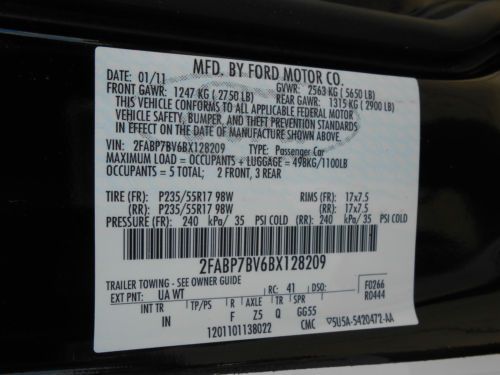 MFD. BY FORD MOTOR CO.
DATE: 01/11 GVWR: 2563 KG (5650 LB)
FRONT GAWR: 1247 KG (2750 LB) REAR GAWR: 1315 KG (2900 LB)
THIS VEHICLE CONFORMS TO ALL APPLICABLE FEDERAL MOTOR
VEHICLE SAFETY, BUMPER, AND THEFT PREVENTION STANDARDS
IN EFFECT ON THE DATE OF MANUFACTURE SHOWN ABOVE.
VIN: 2FABP7BV6BX128209 TYPE: Passenger Car
MAXIMUM LOAD = OCCUPANTS + LUGGAGE = 498KG/1100LB
OCCUPANTS = 5 TOTAL; 2 FRONT, 3 REAR
TIRE (FR): P235/55R17 98W RIMS (FR): 17x7.5
(RR): P235/55R17 98W (RR): 17x7.5
PRESSURE (FR): 240 kPa/ 35 PSI COLD (RR): 240 kPa/ 35 PSI COLD
2FABP7BV6BX128209
TRAILER TOWING - SEE OWNER GUIDE
EXT PNT: UA WT RC: 41 DSO: F0266
R0444
INT TR TP/PS R AX TR SPR
IN F Z5 Q GG55
1201101138022 CMC 5U5A-5420472-AA